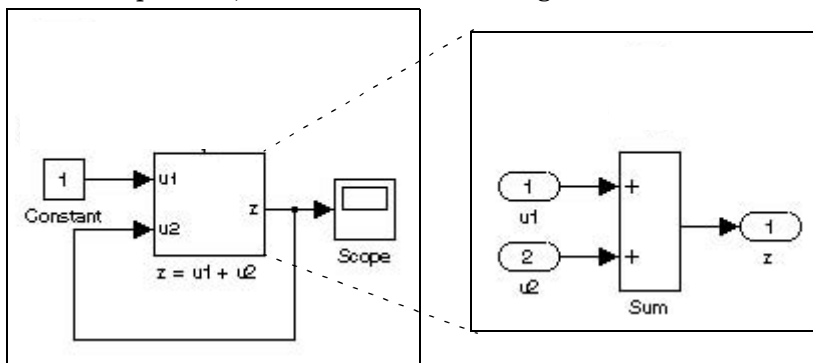 1
Constant
u1
u2
z
z = u1 + u2
Scope
1
u1
2
u2
+
+
Sum
1
z